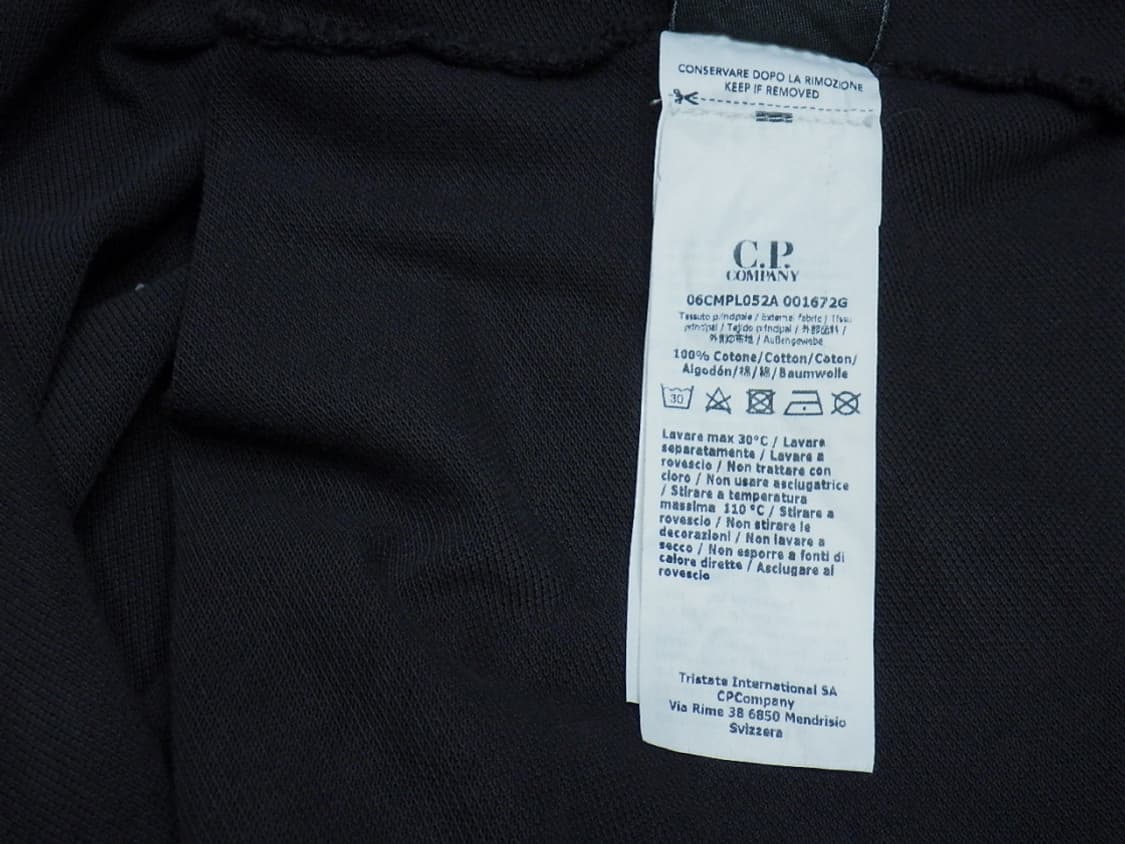 CONSERVARE DOPO LA RIMOZIONE
KEEP IF REMOVED
C.P.
COMPANY
06CMPL052A 001672G
Tessuto principale / External fabric / Tissu
principal / Tejido principal / 外部面料 /
外側の布地 / Außengewebe
100% Cotone/Cotton/Coton/
Algodón/棉/綿/Baumwolle
30
Lavare max 30°C / Lavare
separatamente / Lavare a
rovescio / Non trattare con
cloro / Non usare asciugatrice
/ Stirare a temperatura
massima 110 °C / Stirare a
rovescio / Non stirare le
decorazioni / Non lavare a
secco / Non esporre a fonti di
calore dirette / Asciugare al
rovescio
Tristate International SA
CPCompany
Via Rime 38 6850 Mendrisio
Svizzera